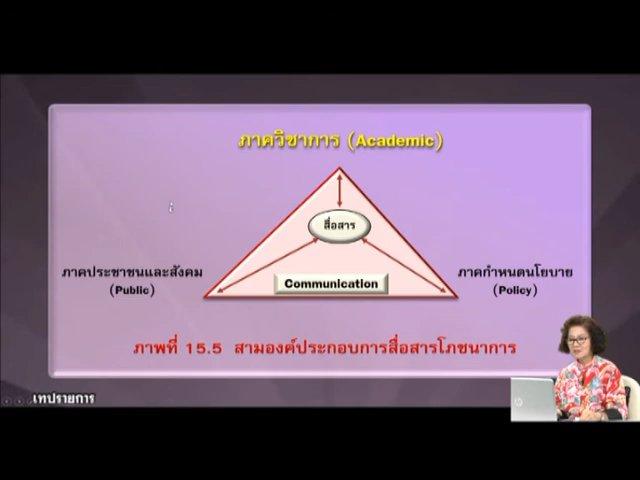 ภาควิชาการ (Academic)
สื่อสาร
ภาคประชาชนและสังคม
(Public)
ภาคกำหนดนโยบาย
(Policy)
Communication
ภาพที่ 15.5 สามองค์ประกอบการสื่อสารโภชนาการ
เทปรายการ
hp